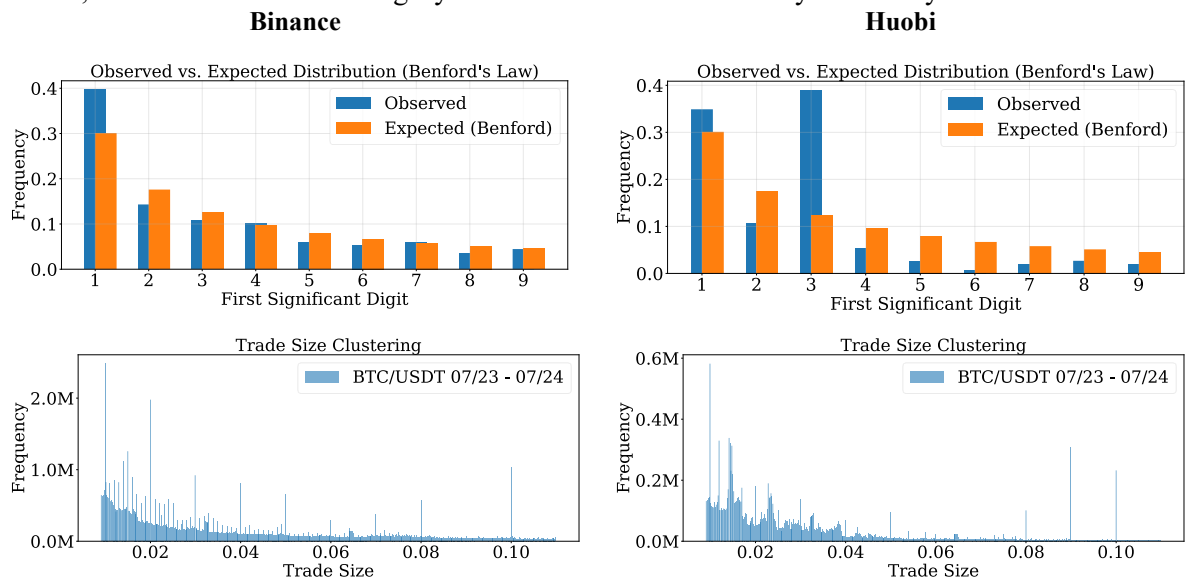 Binance
Huobi
Observed vs. Expected Distribution (Benford's Law)
0.4
0.3
0.2
0.1
0.0
Frequency
Observed
Expected (Benford)
1 2 3 4 5 6 7 8 9
First Significant Digit
Observed vs. Expected Distribution (Benford's Law)
0.4
0.3
0.2
0.1
0.0
Frequency
Observed
Expected (Benford)
1 2 3 4 5 6 7 8 9
First Significant Digit
Trade Size Clustering
BTC/USDT 07/23 - 07/24
2.0M
1.0M
0.0M
Frequency
0.02 0.04 0.06 0.08 0.10
Trade Size
Trade Size Clustering
BTC/USDT 07/23 - 07/24
0.6M
0.4M
0.2M
0.0M
Frequency
0.02 0.04 0.06 0.08 0.10
Trade Size